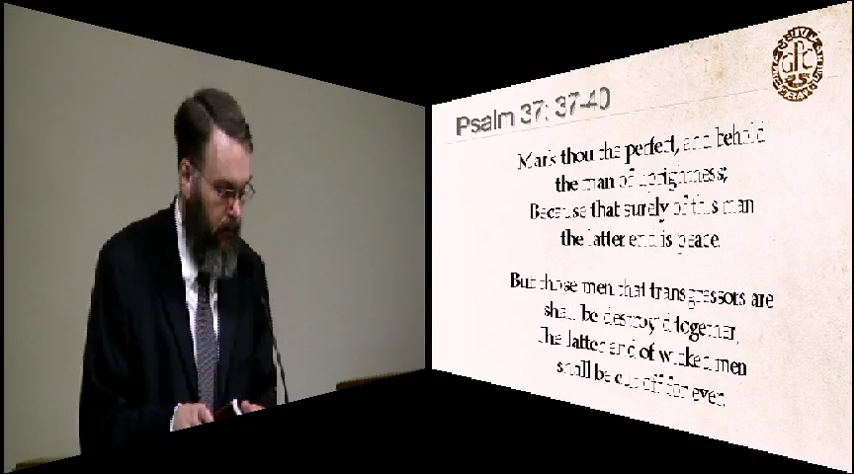 Psalm 37: 37-40
Mark thou the perfect, and behold
the man of uprightness;
Because that surely of this man
the latter end is peace.
But those men that transgressors are
shall be destroy'd together,
The latter end of wicked men
shall be cut off for ever.
GPC